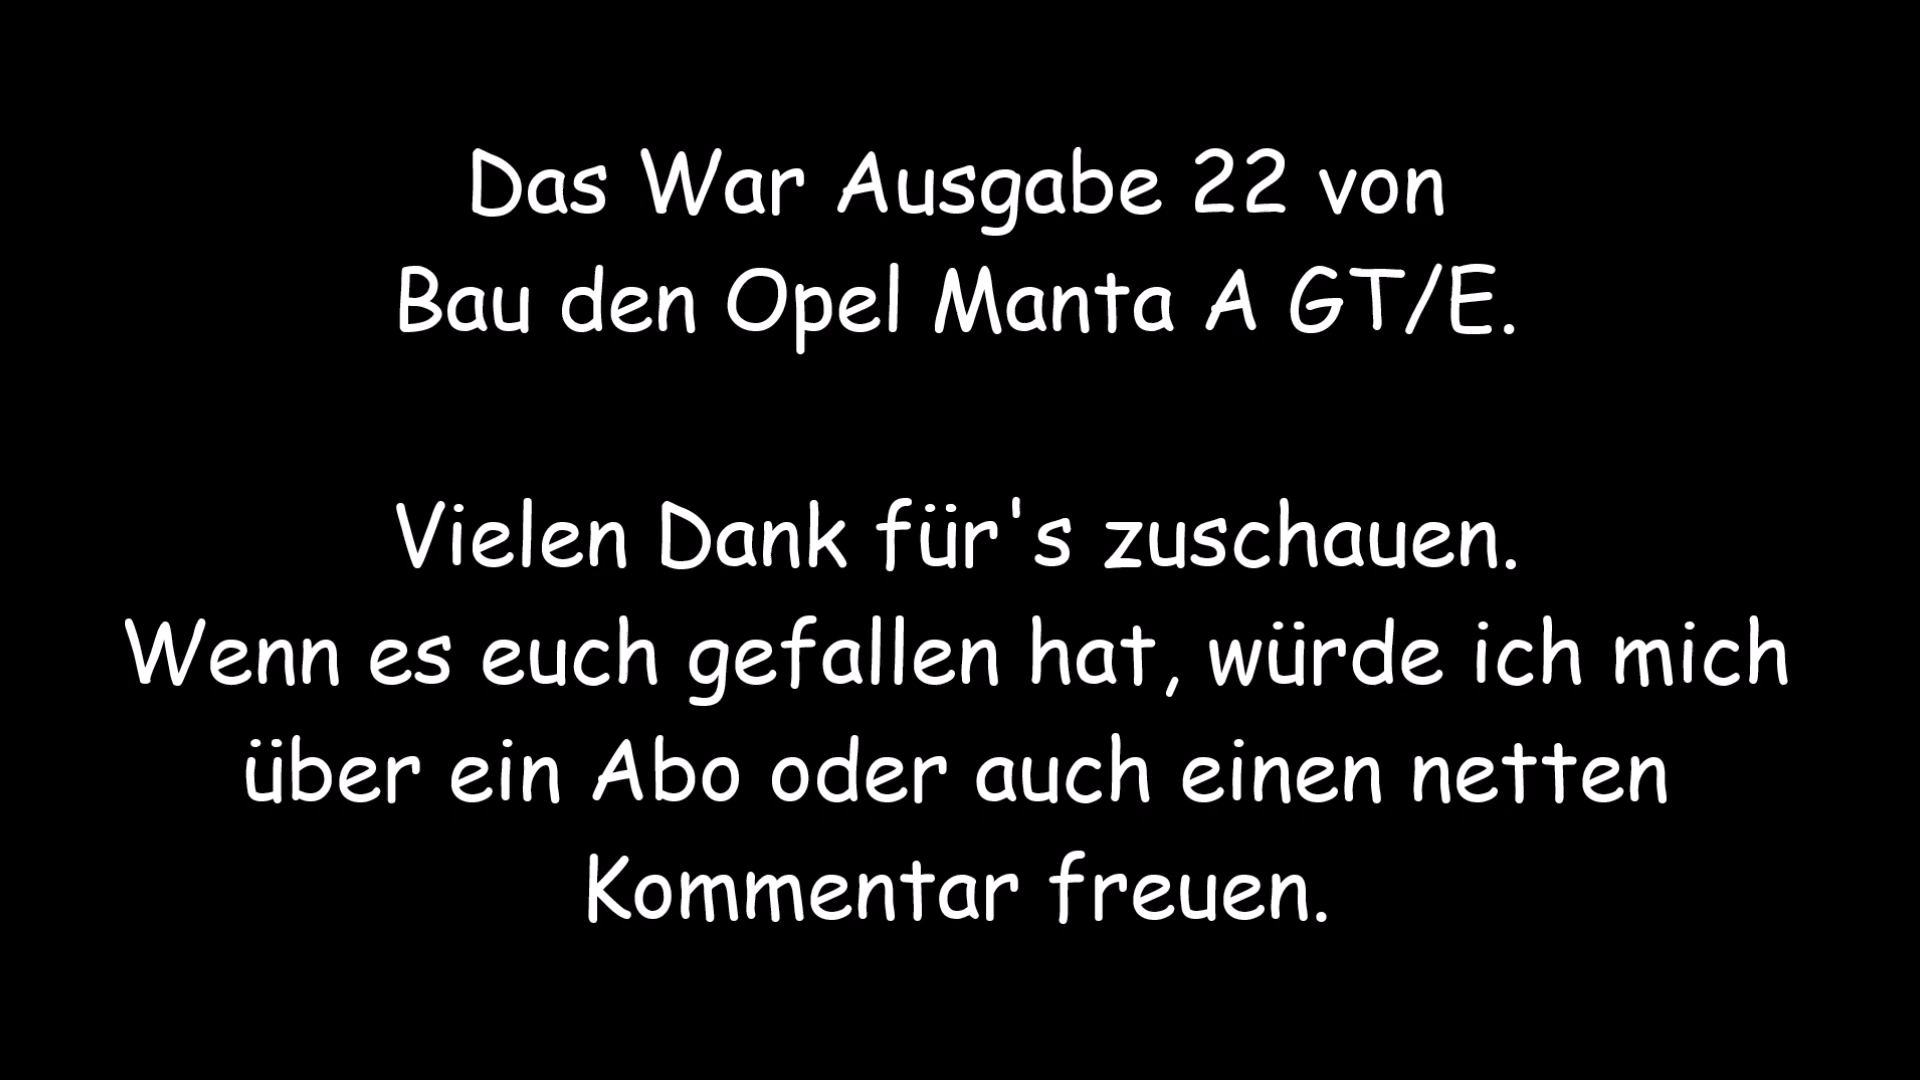 Das War Ausgabe 22 von
Bau den Opel Manta A GT/E.
Vielen Dank für's zuschauen.
Wenn es euch gefallen hat, würde ich mich
über ein Abo oder auch einen netten
Kommentar freuen.